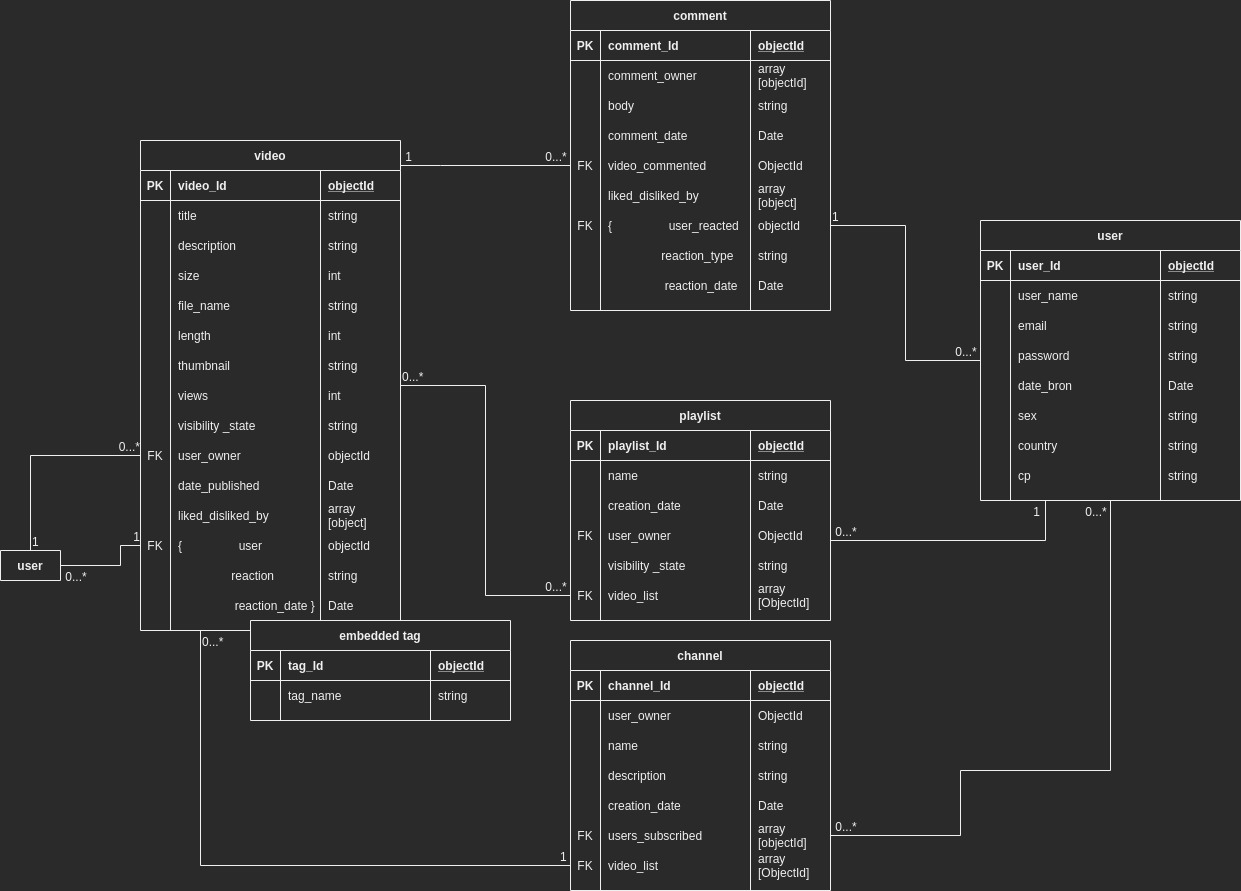 comment
PK comment_Id objectId
comment_owner array [objectId]
body string
comment_date Date
FK video_commented ObjectId
liked_disliked_by array [object]
FK { user_reacted objectId
reaction_type string
reaction_date Date
video
PK video_Id objectId
title string
description string
size int
file_name string
length int
thumbnail string
views int
visibility _state string
FK user_owner objectId
date_published Date
liked_disliked_by array [object]
FK { user objectId
reaction string
reaction_date } Date
1 0...*
1
0...*
user
PK user_Id objectId
user_name string
email string
password string
date_bron Date
sex string
country string
cp string
0...*
0...*
playlist
PK playlist_Id objectId
name string
creation_date Date
FK user_owner ObjectId
visibility _state string
FK video_list array [ObjectId]
1 0...*
0...*
0...*
1
user
1
0...*
0...*
embedded tag
PK tag_Id objectId
tag_name string
channel
PK channel_Id objectId
user_owner ObjectId
name string
description string
creation_date Date
FK users_subscribed array [objectId]
FK video_list array [ObjectId]
0...*
1